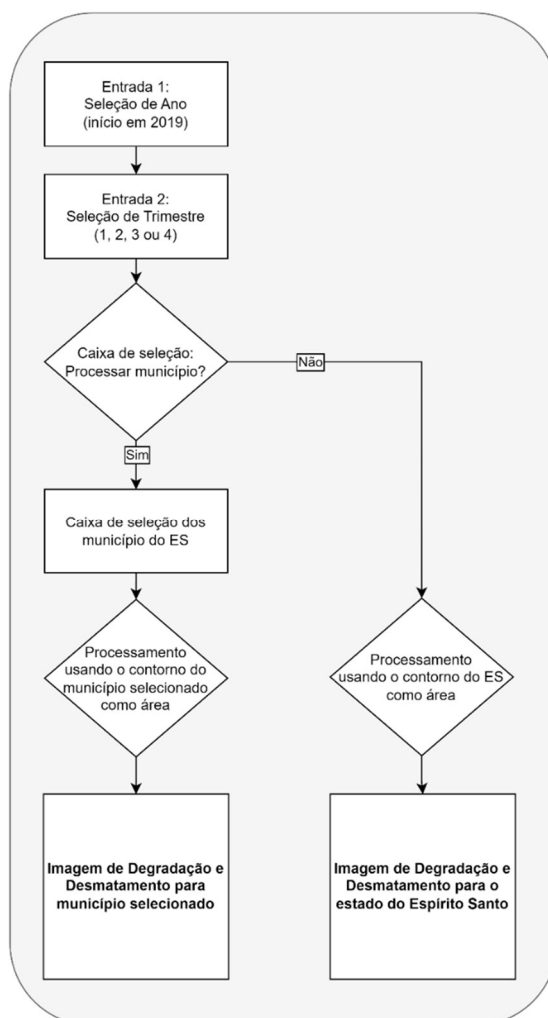 Entrada 1:
Seleção de Ano
(início em 2019)
Entrada 2:
Seleção de Trimestre
(1, 2, 3 ou 4)
Caixa de seleção:
Processar município?
Não
Sim
Caixa de seleção dos
município do ES
Processamento
usando o contorno do
município selecionado
como área
Processamento
usando o contorno do ES
como área
Imagem de Degradação e
Desmatamento para
município selecionado
Imagem de Degradação e
Desmatamento para o
estado do Espírito Santo